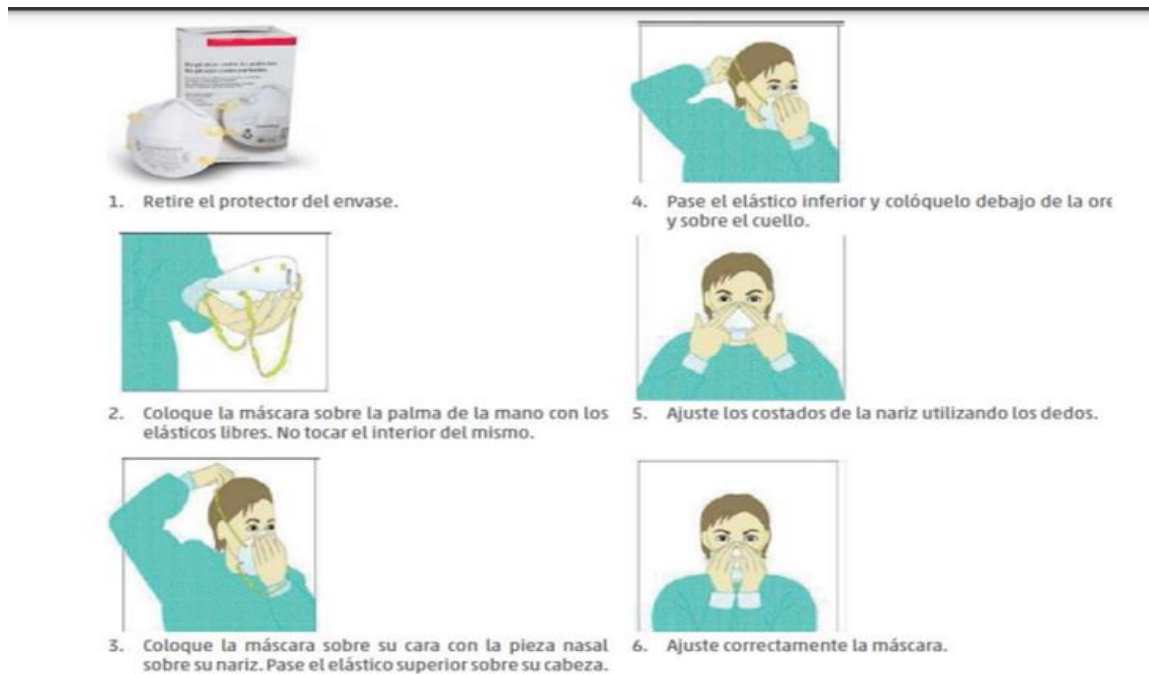 1. Retire el protector del envase.
2. Coloque la máscara sobre la palma de la mano con los
elásticos libres. No tocar el interior del mismo.
3. Coloque la máscara sobre su cara con la pieza nasal
sobre su nariz. Pase el elástico superior sobre su cabeza.
4. Pase el elástico inferior y colóquelo debajo de la ore
y sobre el cuello.
5. Ajuste los costados de la nariz utilizando los dedos.
6. Ajuste correctamente la máscara.